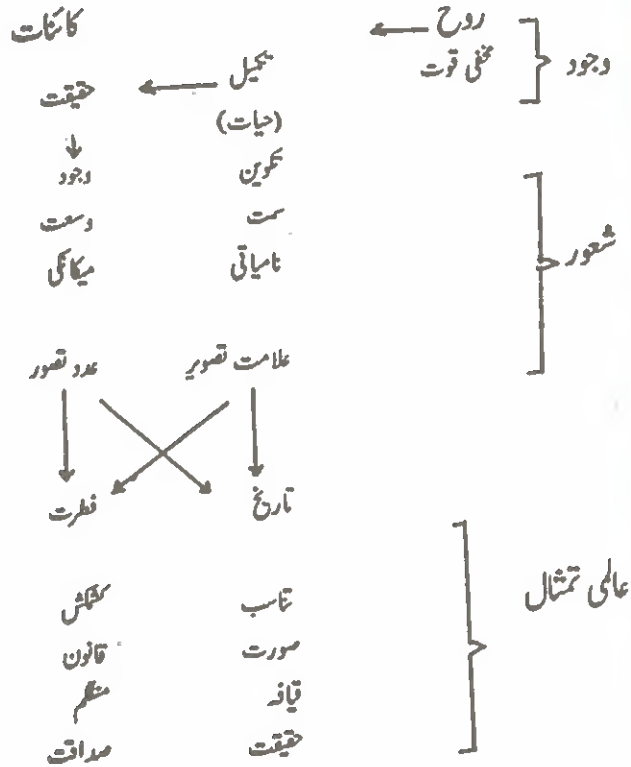 روح کائنات
وجود مخفی قوت
تکمیل حقیقت
(حیات)
تکوین وجود
سمت وسعت
شعور
نامیاتی میکانکی
علامت تصویر عدد تصور
تاریخ فطرت
عالمی تمثال
تناسب کشمکش
صورت قانون
قیافہ منظم
حقیقت صداقت